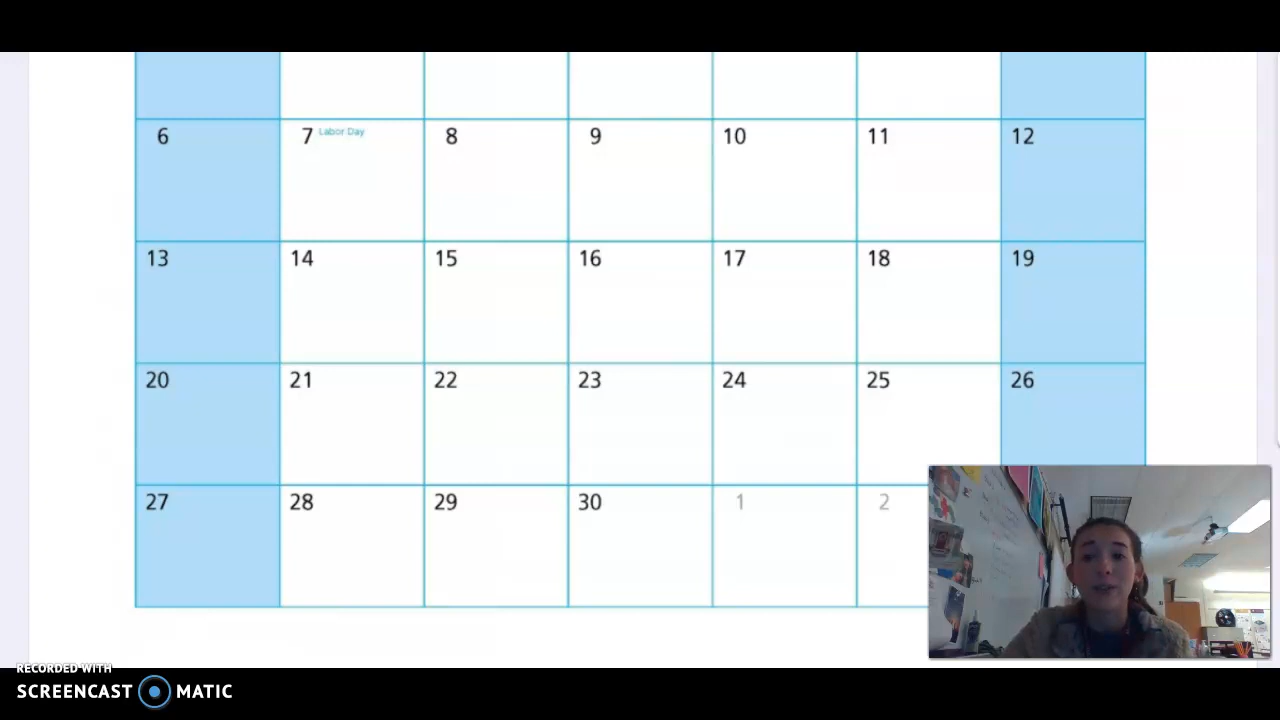 6 7 Labor Day 8 9 10 11 12
13 14 15 16 17 18 19
20 21 22 23 24 25 26
27 28 29 30 1 2
RECORDED WITH
SCREENCAST MATIC